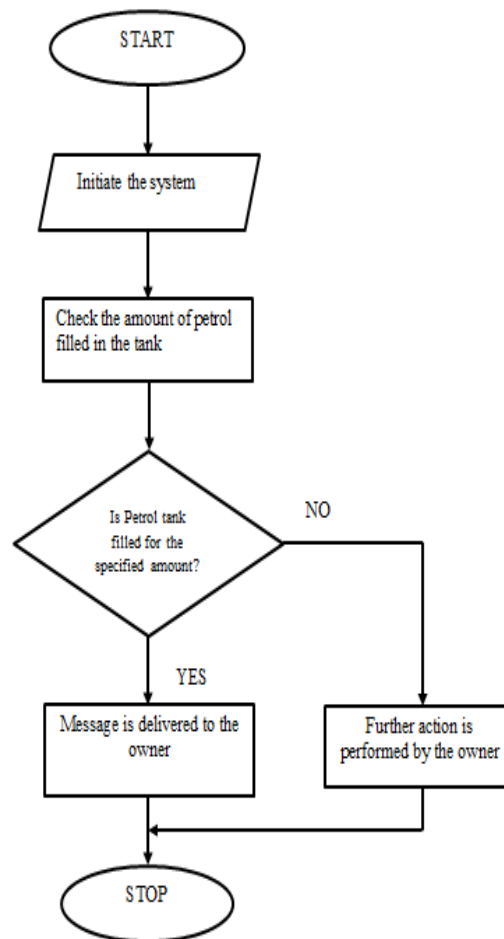 START
Initiate the system
Check the amount of petrol
filled in the tank
Is Petrol tank
filled for the
specified amount?
NO
YES
Message is delivered to the
owner
Further action is
performed by the owner
STOP